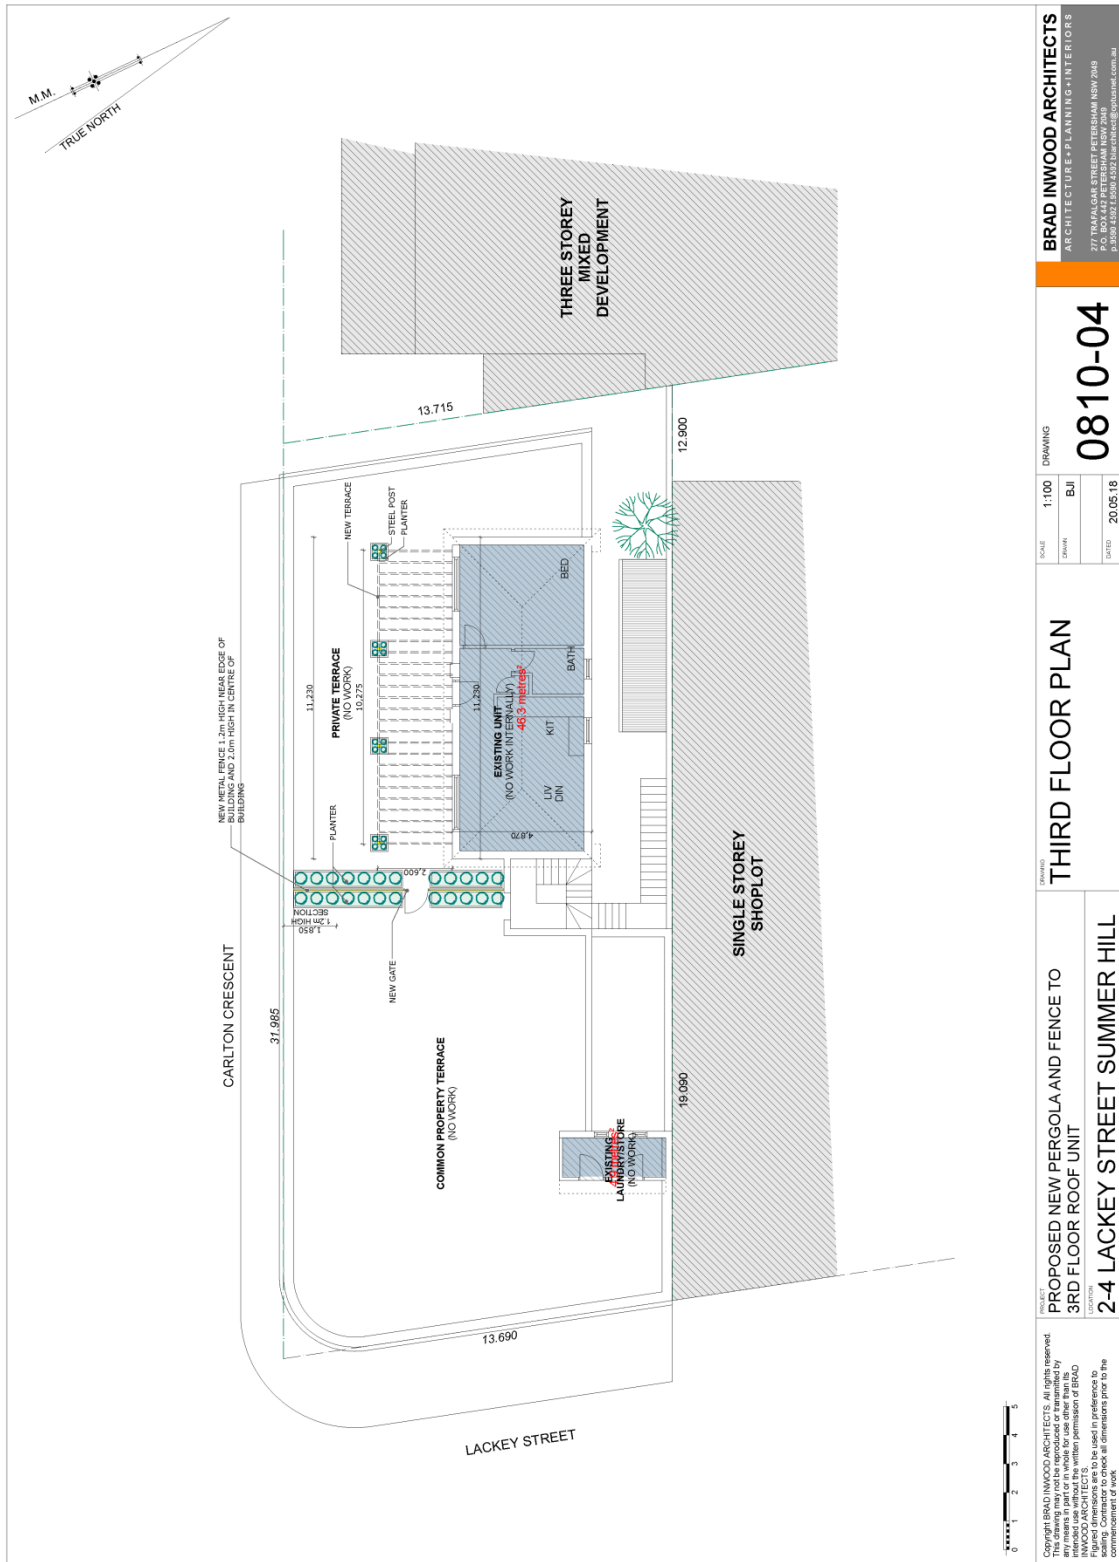 M.M.
TRUE NORTH
CARLTON CRESCENT
31.985
NEW METAL FENCE 1.2m HIGH NEAR EDGE OF
BUILDING AND 2.0m HIGH IN CENTRE OF
BUILDING
PLANTER
1,850
1.2m HIGH
SECTION
NEW GATE
2,600
11,230
PRIVATE TERRACE
(NO WORK)
10,275
NEW TERRACE
STEEL POST
PLANTER
13.715
THREE STOREY
MIXED
DEVELOPMENT
COMMON PROPERTY TERRACE
(NO WORK)
11,230
EXISTING UNIT
(NO WORK INTERNALLY)
46.3 metres²
4,870
LIV
DIN
KIT
BATH
BED
12.900
EXISTING
LAUNDRY/STORE
(NO WORK)
19.090
SINGLE STOREY
SHOPLOT
13.690
LACKEY STREET
0 1 2 3 4 5
Copyright BRAD INWOOD ARCHITECTS. All rights reserved.
This drawing may not be reproduced or transmitted by
any means in part or in whole for use other than its
intended use without the written permission of BRAD
INWOOD ARCHITECTS.
Figured dimensions are to be used in preference to
scaling. Contractor to check all dimensions prior to the
commencement of work
PROJECT
PROPOSED NEW PERGOLA AND FENCE TO
3RD FLOOR ROOF UNIT
LOCATION
2-4 LACKEY STREET SUMMER HILL
DRAWING
THIRD FLOOR PLAN
SCALE
1:100
DRAWN
BJI
DATED
20.05.18
DRAWING
0810-04
BRAD INWOOD ARCHITECTS
ARCHITECTURE+PLANNING+INTERIORS
277 TRAFALGAR STREET PETERSHAM NSW 2049
P.O. BOX 442 PETERSHAM NSW 2049